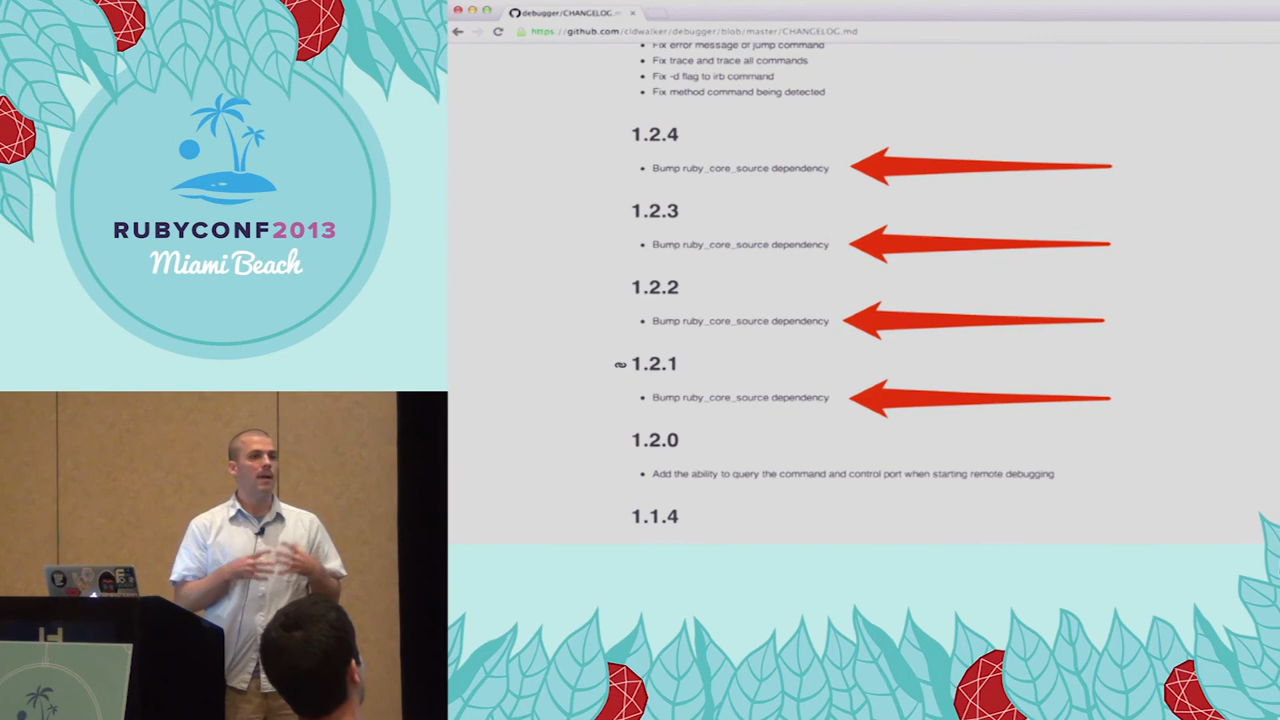 RUBYCONF2013
Miami Beach
debugger/CHANGELOG.m
https://github.com/cldwalker/debugger/blob/master/CHANGELOG.md
Fix error message of jump command
Fix trace and trace all commands
Fix -d flag to irb command
Fix method command being detected
1.2.4
Bump ruby_core_source dependency
1.2.3
Bump ruby_core_source dependency
1.2.2
Bump ruby_core_source dependency
1.2.1
Bump ruby_core_source dependency
1.2.0
Add the ability to query the command and control port when starting remote debugging
1.1.4